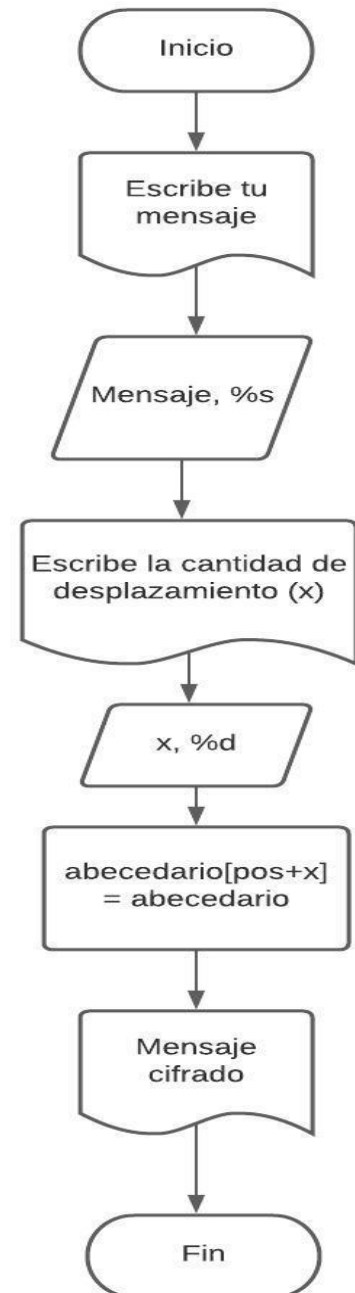 Inicio
Escribe tu
mensaje
Mensaje, %s
Escribe la cantidad de
desplazamiento (x)
x, %d
abecedario[pos+x]
= abecedario
Mensaje
cifrado
Fin